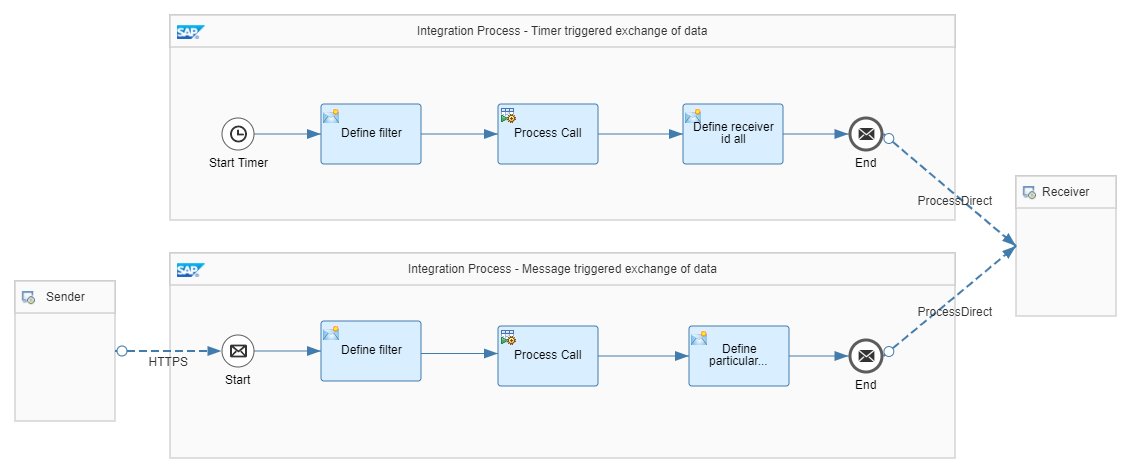 SAP
Integration Process - Timer triggered exchange of data
Define filter
Process Call
Define receiver
id all
Start Timer
End
ProcessDirect
Receiver
SAP
Integration Process - Message triggered exchange of data
Sender
HTTPS
Start
Define filter
Process Call
Define
particular...
End
ProcessDirect